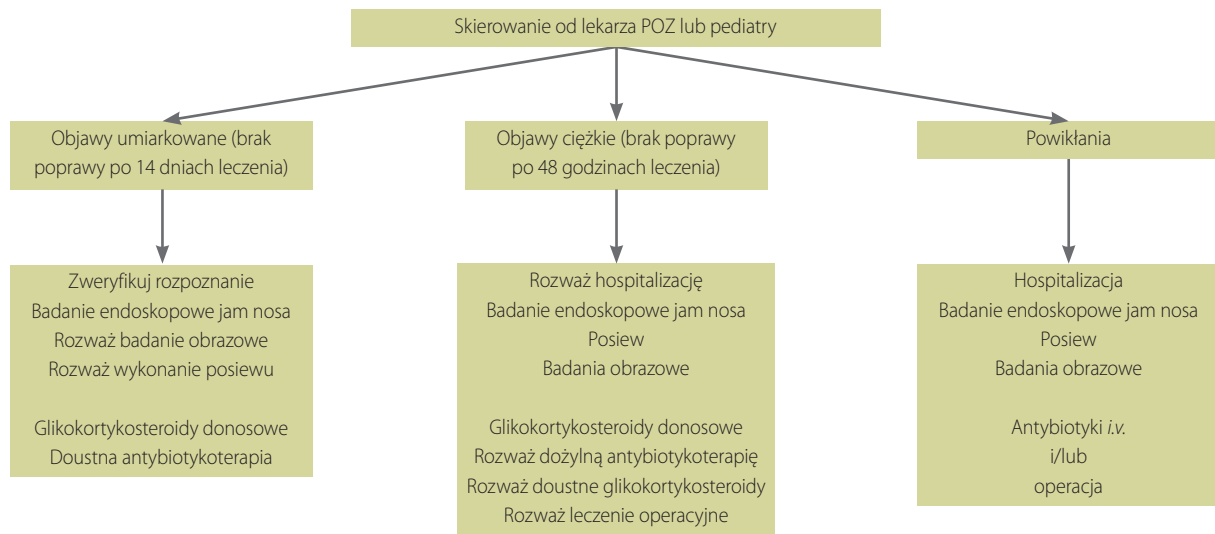 Skierowanie od lekarza POZ lub pediatry
Objawy umiarkowane (brak
poprawy po 14 dniach leczenia)
Objawy ciężkie (brak poprawy
po 48 godzinach leczenia)
Powikłania
Zweryfikuj rozpoznanie
Badanie endoskopowe jam nosa
Rozważ badanie obrazowe
Rozważ wykonanie posiewu
Glikokortykosteroidy donosowe
Doustna antybiotykoterapia
Rozważ hospitalizację
Badanie endoskopowe jam nosa
Posiew
Badania obrazowe
Glikokortykosteroidy donosowe
Rozważ dożylną antybiotykoterapię
Rozważ doustne glikokortykosteroidy
Rozważ leczenie operacyjne
Hospitalizacja
Badanie endoskopowe jam nosa
Posiew
Badania obrazowe
Antybiotyki i.v.
i/lub
operacja